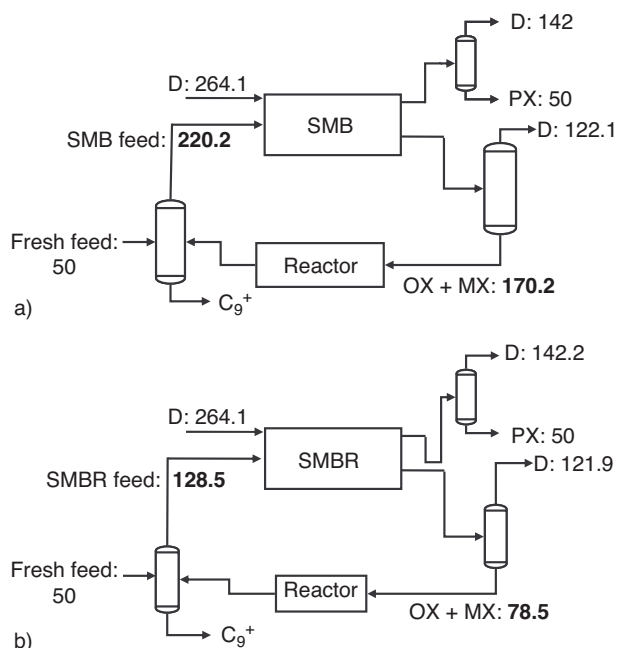 a)
D: 142
D: 264.1
SMB
PX: 50
SMB feed: 220.2
D: 122.1
Fresh feed:
50
Reactor
OX + MX: 170.2
C₉⁺
b)
D: 142.2
D: 264.1
SMBR
PX: 50
SMBR feed: 128.5
D: 121.9
Fresh feed:
50
Reactor
OX + MX: 78.5
C₉⁺